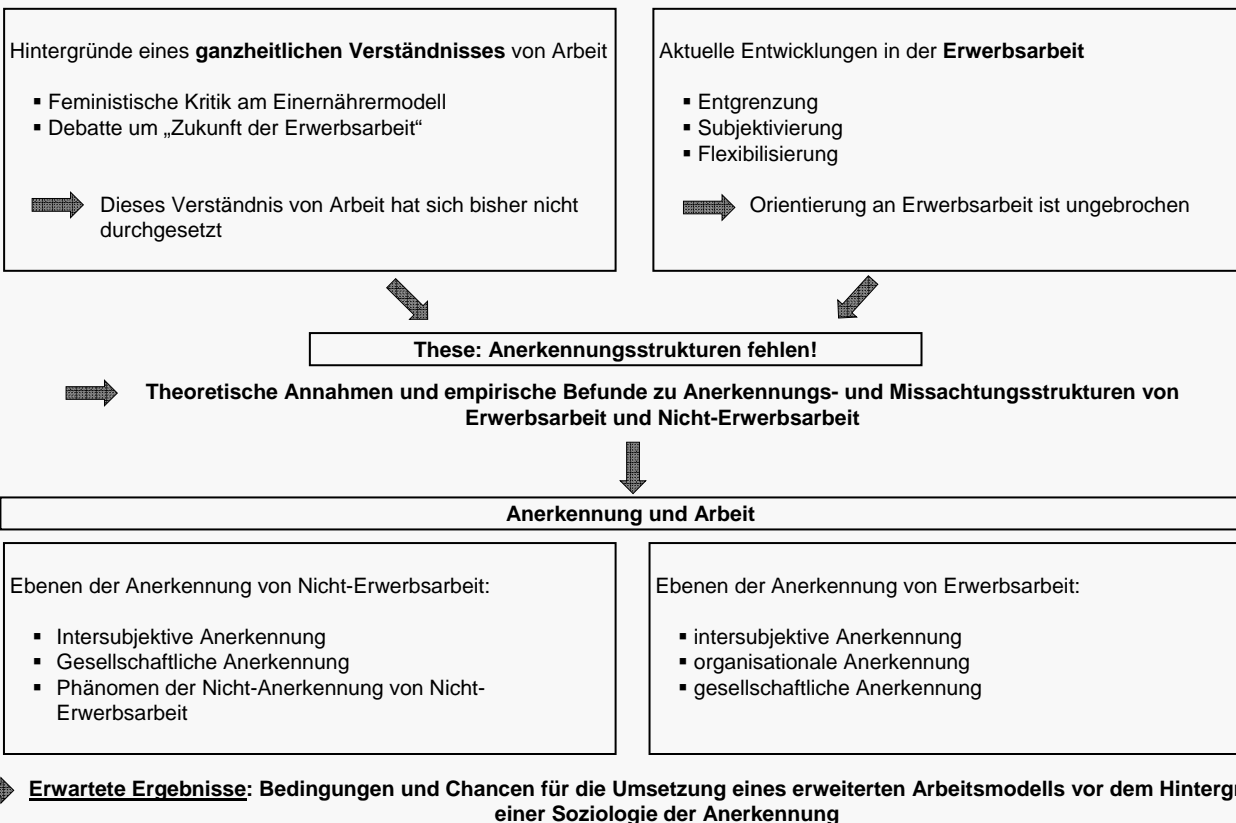 Hintergründe eines ganzheitlichen Verständnisses von Arbeit
▪ Feministische Kritik am Einernährermodell
▪ Debatte um „Zukunft der Erwerbsarbeit“
Dieses Verständnis von Arbeit hat sich bisher nicht
durchgesetzt
Aktuelle Entwicklungen in der Erwerbsarbeit
▪ Entgrenzung
▪ Subjektivierung
▪ Flexibilisierung
Orientierung an Erwerbsarbeit ist ungebrochen
These: Anerkennungsstrukturen fehlen!
Theoretische Annahmen und empirische Befunde zu Anerkennungs- und Missachtungsstrukturen von
Erwerbsarbeit und Nicht-Erwerbsarbeit
Anerkennung und Arbeit
Ebenen der Anerkennung von Nicht-Erwerbsarbeit:
▪ Intersubjektive Anerkennung
▪ Gesellschaftliche Anerkennung
▪ Phänomen der Nicht-Anerkennung von Nicht-
Erwerbsarbeit
Ebenen der Anerkennung von Erwerbsarbeit:
▪ intersubjektive Anerkennung
▪ organisationale Anerkennung
▪ gesellschaftliche Anerkennung
Erwartete Ergebnisse: Bedingungen und Chancen für die Umsetzung eines erweiterten Arbeitsmodells vor dem
einer Soziologie der Anerkennung